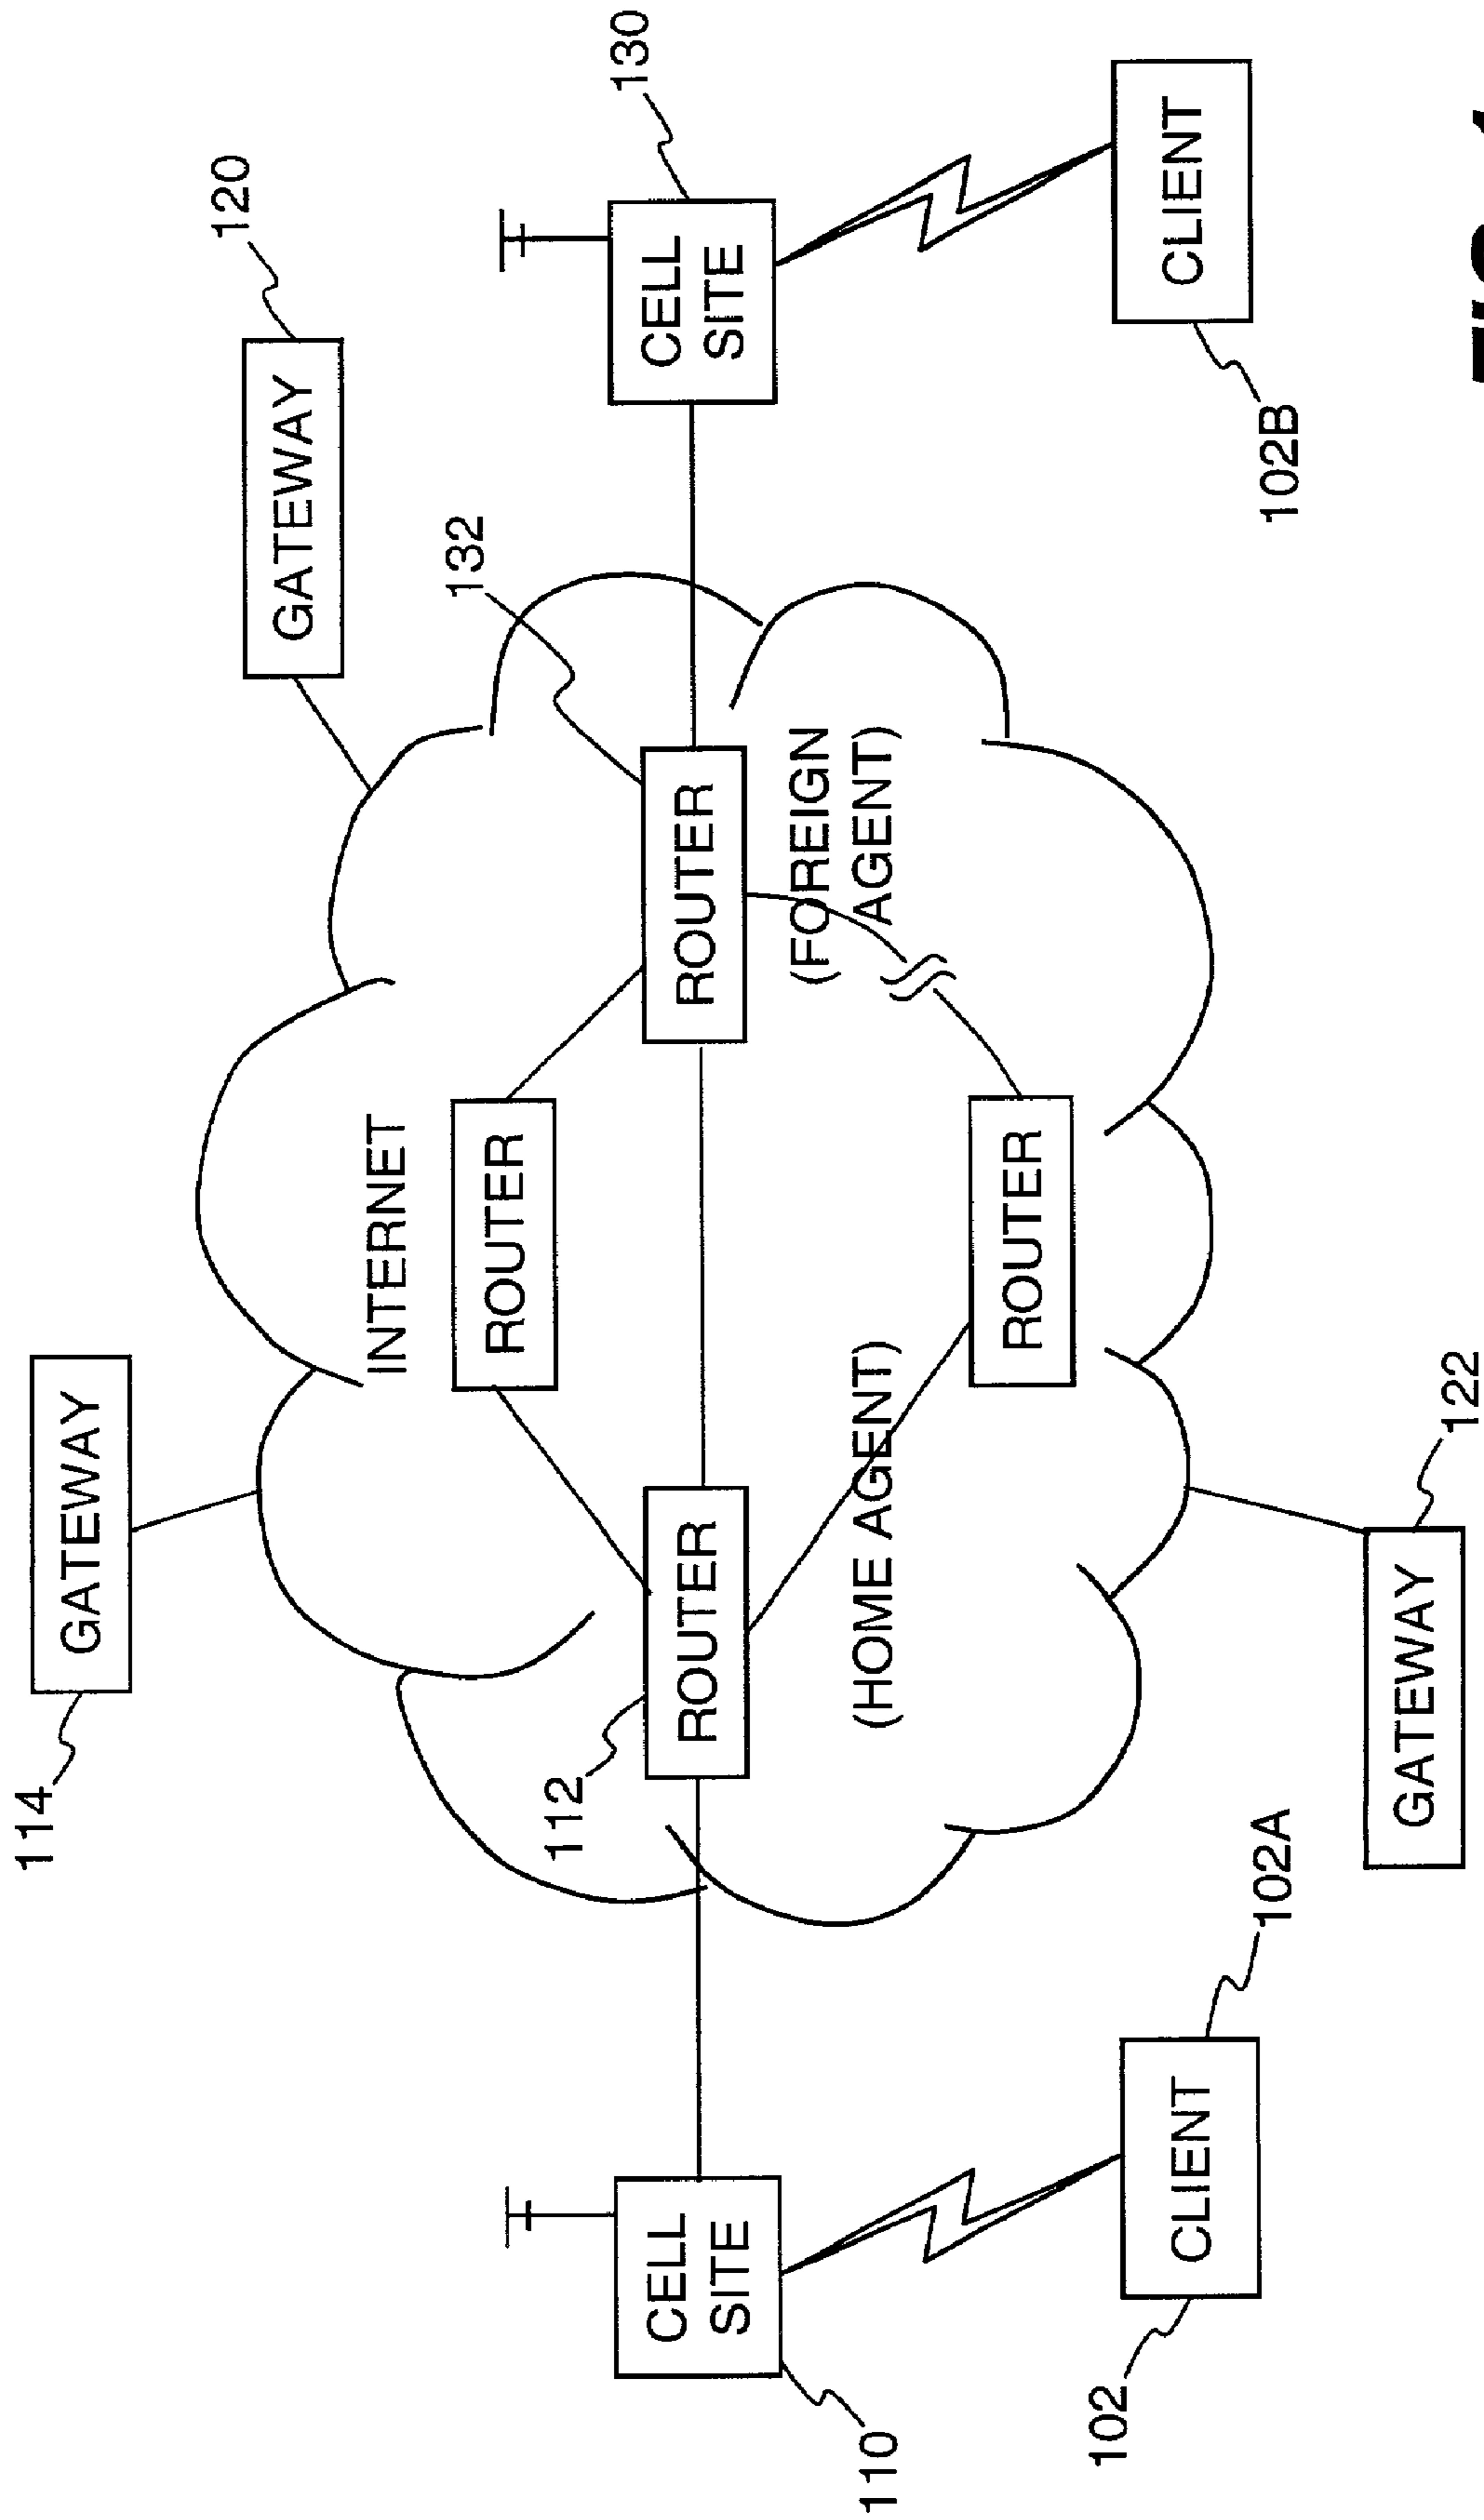 114
GATEWAY
120
GATEWAY
INTERNET
132
ROUTER
112
ROUTER
ROUTER
130
CELL
SITE
CELL
SITE
110
(HOME AGENT)
(FOREIGN
AGENT)
ROUTER
102
CLIENT
102A
CLIENT
102B
GATEWAY
122